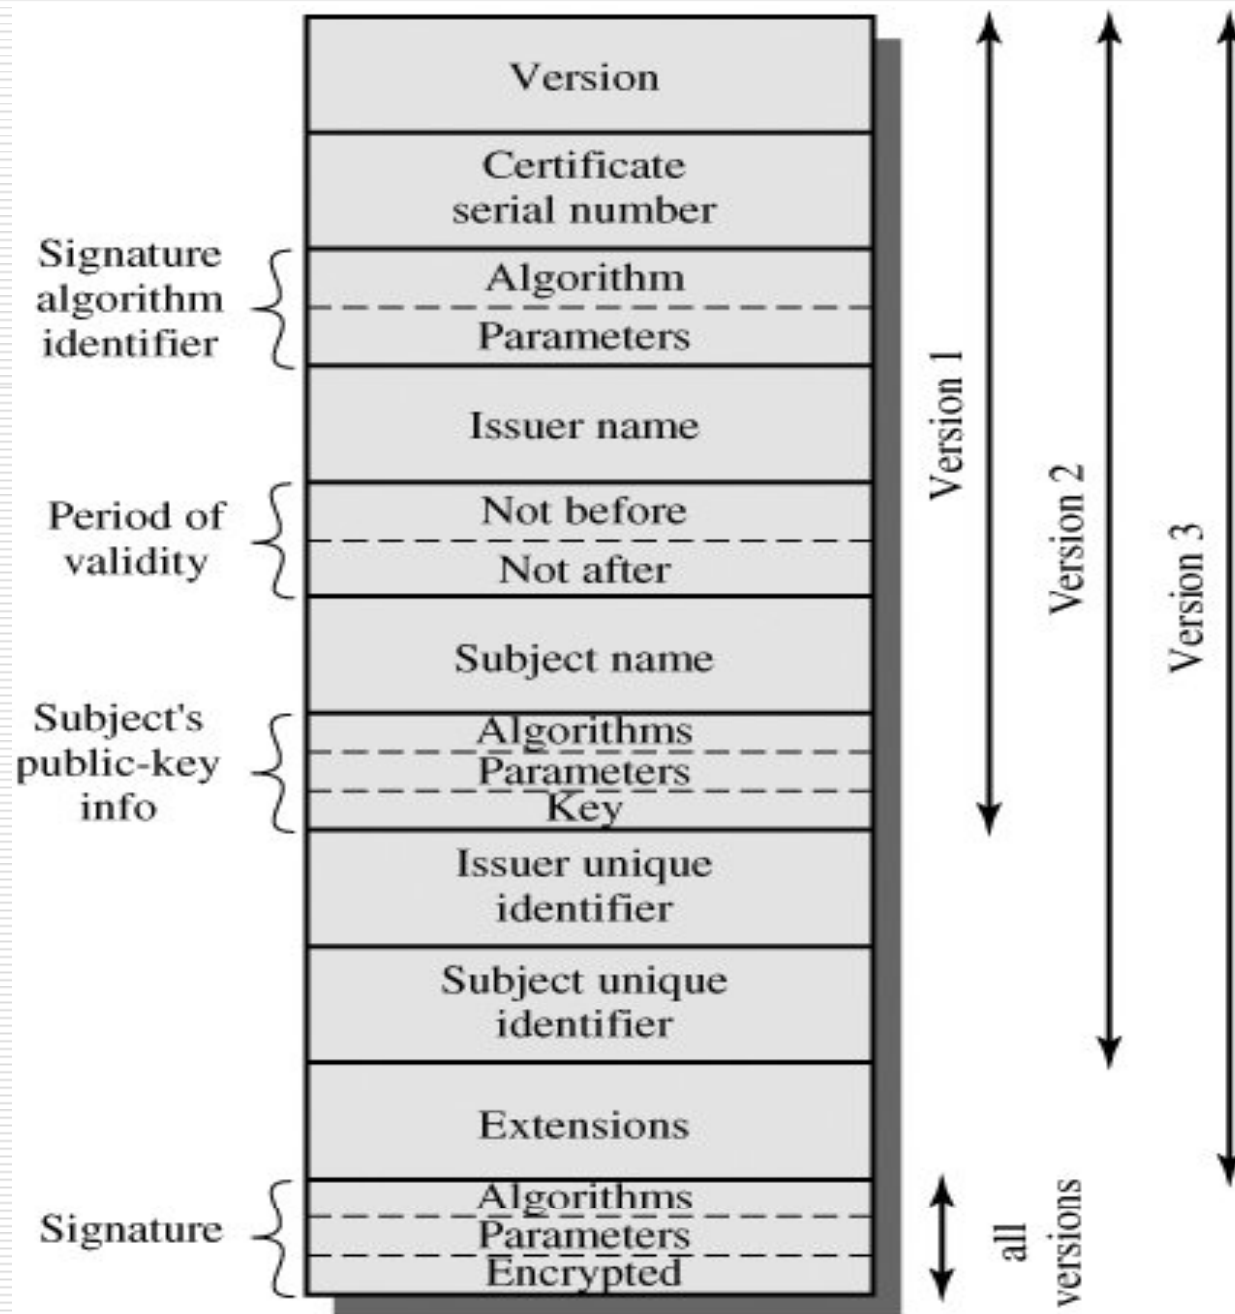 Version
Certificate
serial number
Signature
algorithm
identifier
Algorithm
Parameters
Issuer name
Period of
validity
Not before
Not after
Subject name
Subject's
public-key
info
Algorithms
Parameters
Key
Issuer unique
identifier
Subject unique
identifier
Extensions
Signature
Algorithms
Parameters
Encrypted
Version 1
Version 2
Version 3
all
versions